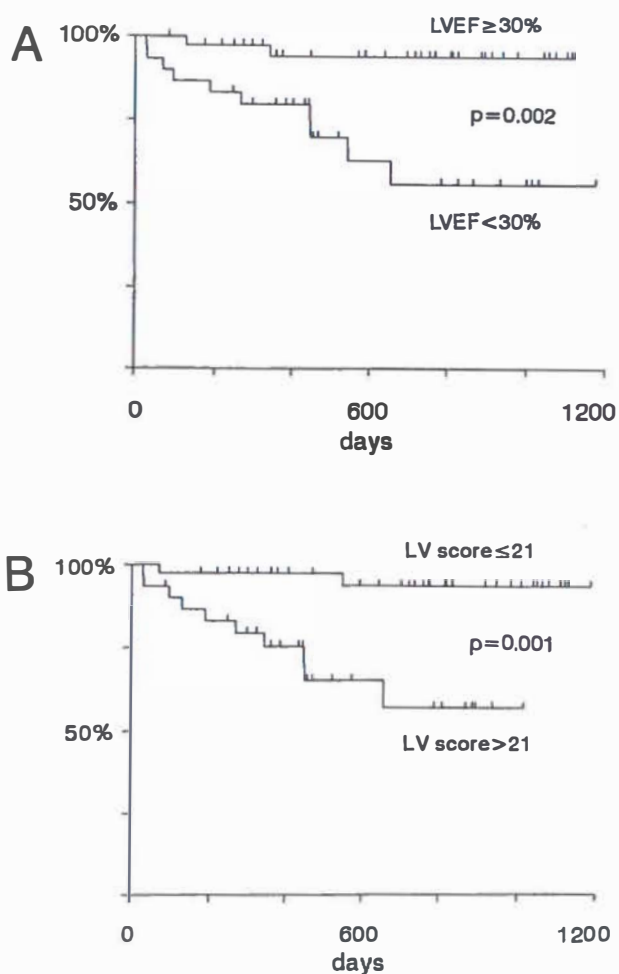 A
100%
LVEF≥30%
p=0.002
50%
LVEF<30%
0 600 1200
days
B
100%
LV score≤21
p=0.001
50%
LV score>21
0 600 1200
days